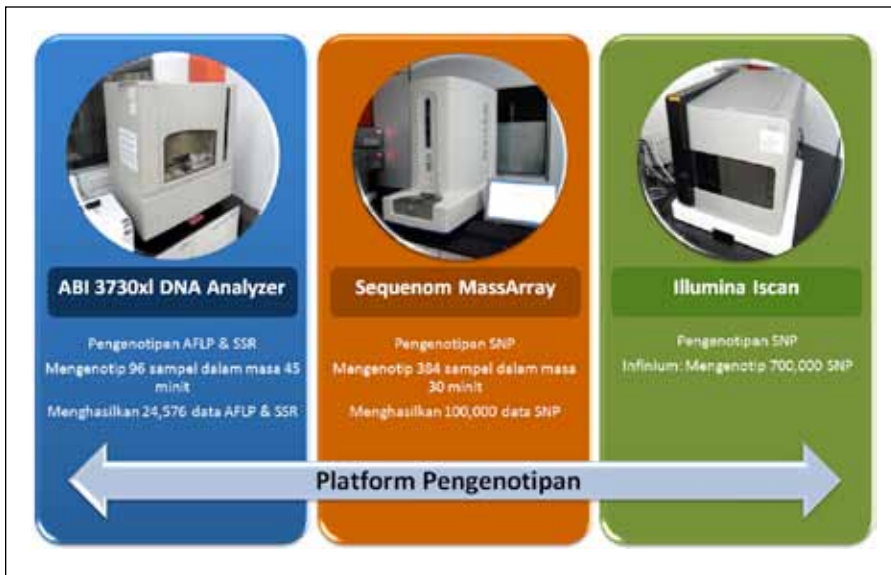 ABI 3730xl DNA Analyzer
Pengenotipan AFLP & SSR
Mengenotip 96 sampel dalam masa 45
minit
Menghasilkan 24,576 data AFLP & SSR
Sequenom MassArray
Pengenotipan SNP
Mengenotip 384 sampel dalam masa
30 minit
Menghasilkan 100,000 data SNP
Illumina Iscan
Pengenotipan SNP
Infinium: Mengenotip 700,000 SNP
Platform Pengenotipan